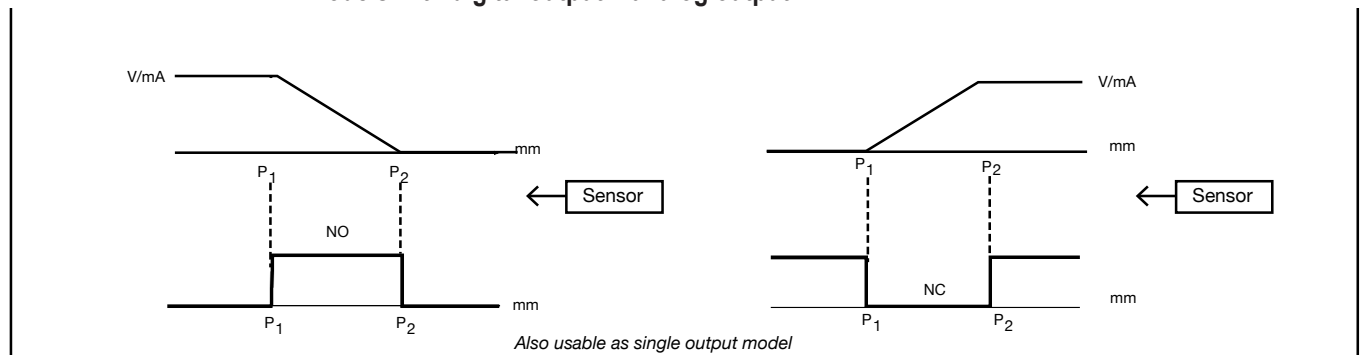 V/mA
mm
P1
P2
Sensor
NO
mm
P1
P2
V/mA
mm
P1
P2
Sensor
NC
mm
P1
P2
Also usable as single output model